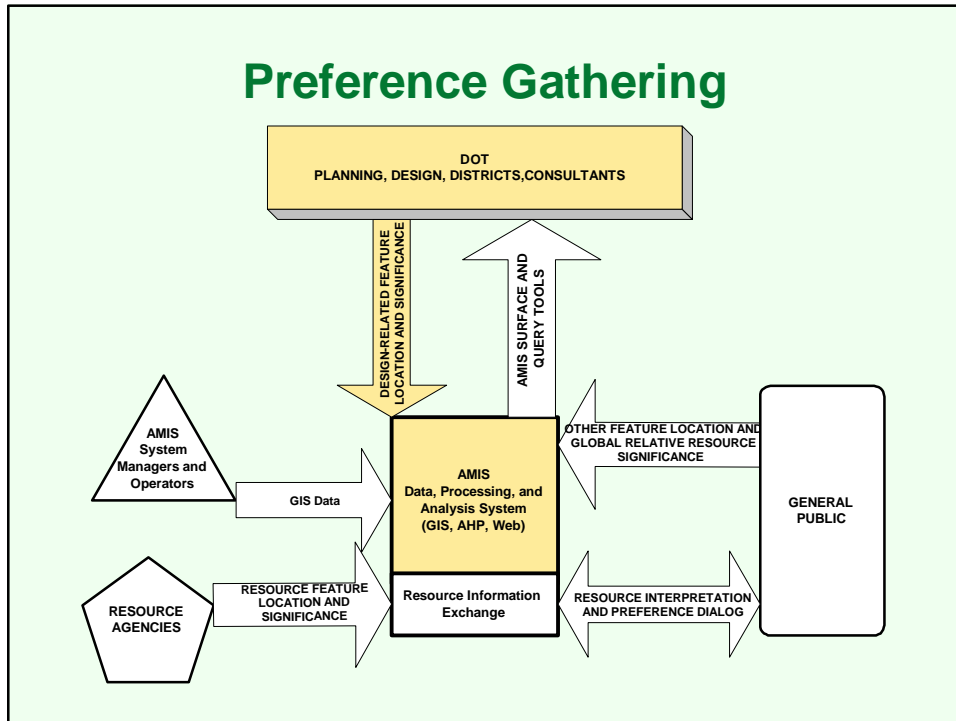 Preference Gathering
DOT
PLANNING, DESIGN, DISTRICTS,CONSULTANTS
DESIGN-RELATED FEATURE
LOCATION AND SIGNIFICANCE
AMIS SURFACE AND
QUERY TOOLS
AMIS
System
Managers and
Operators
GIS Data
AMIS
Data, Processing, and
Analysis System
(GIS, AHP, Web)
OTHER FEATURE LOCATION AND
GLOBAL RELATIVE RESOURCE
SIGNIFICANCE
GENERAL
PUBLIC
RESOURCE
AGENCIES
RESOURCE FEATURE
LOCATION AND
SIGNIFICANCE
Resource Information
Exchange
RESOURCE INTERPRETATION
AND PREFERENCE DIALOG